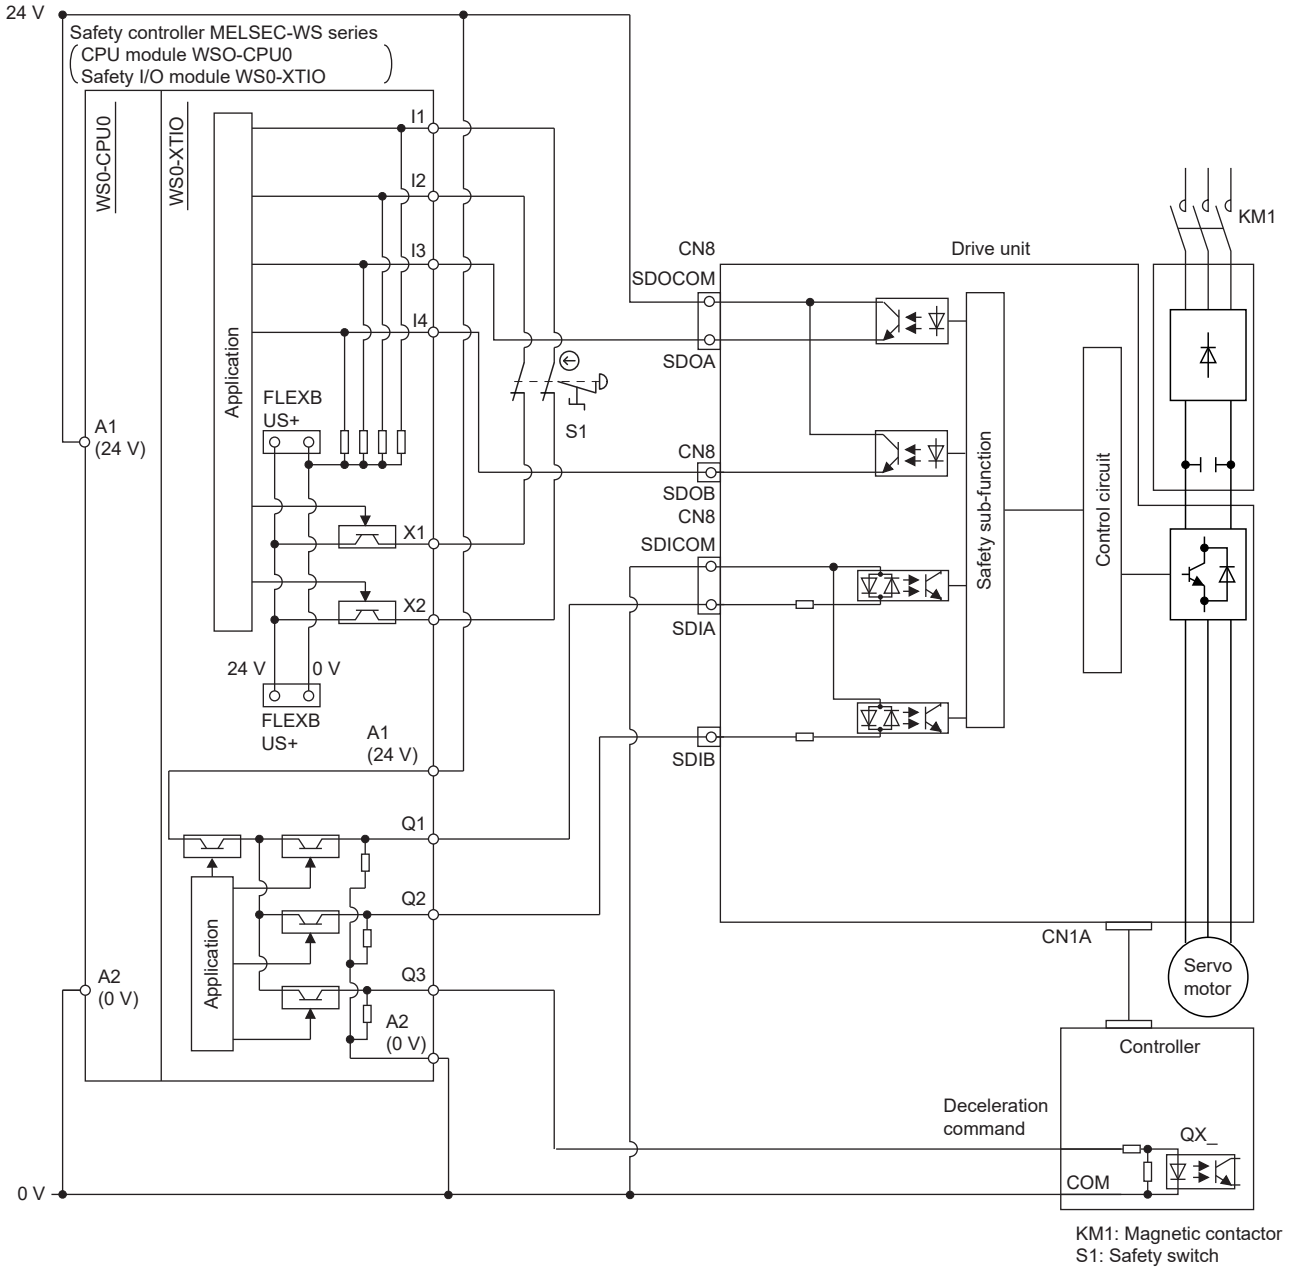 24 V
Safety controller MELSEC-WS series
CPU module WSO-CPU0
Safety I/O module WS0-XTIO
WS0-CPU0
WS0-XTIO
I1
I2
I3
I4
Application
FLEXB
US+
A1
(24 V)
X1
X2
24 V
0 V
FLEXB
US+
A1
(24 V)
Q1
Q2
Q3
Application
A2
(0 V)
A2
(0 V)
0 V
S1
CN8
SDOCOM
SDOA
CN8
SDOB
CN8
SDICOM
SDIA
SDIB
Drive unit
Safety sub-function
Control circuit
KM1
CN1A
Servo
motor
Controller
Deceleration
command
QX_
COM
KM1: Magnetic contactor
S1: Safety switch